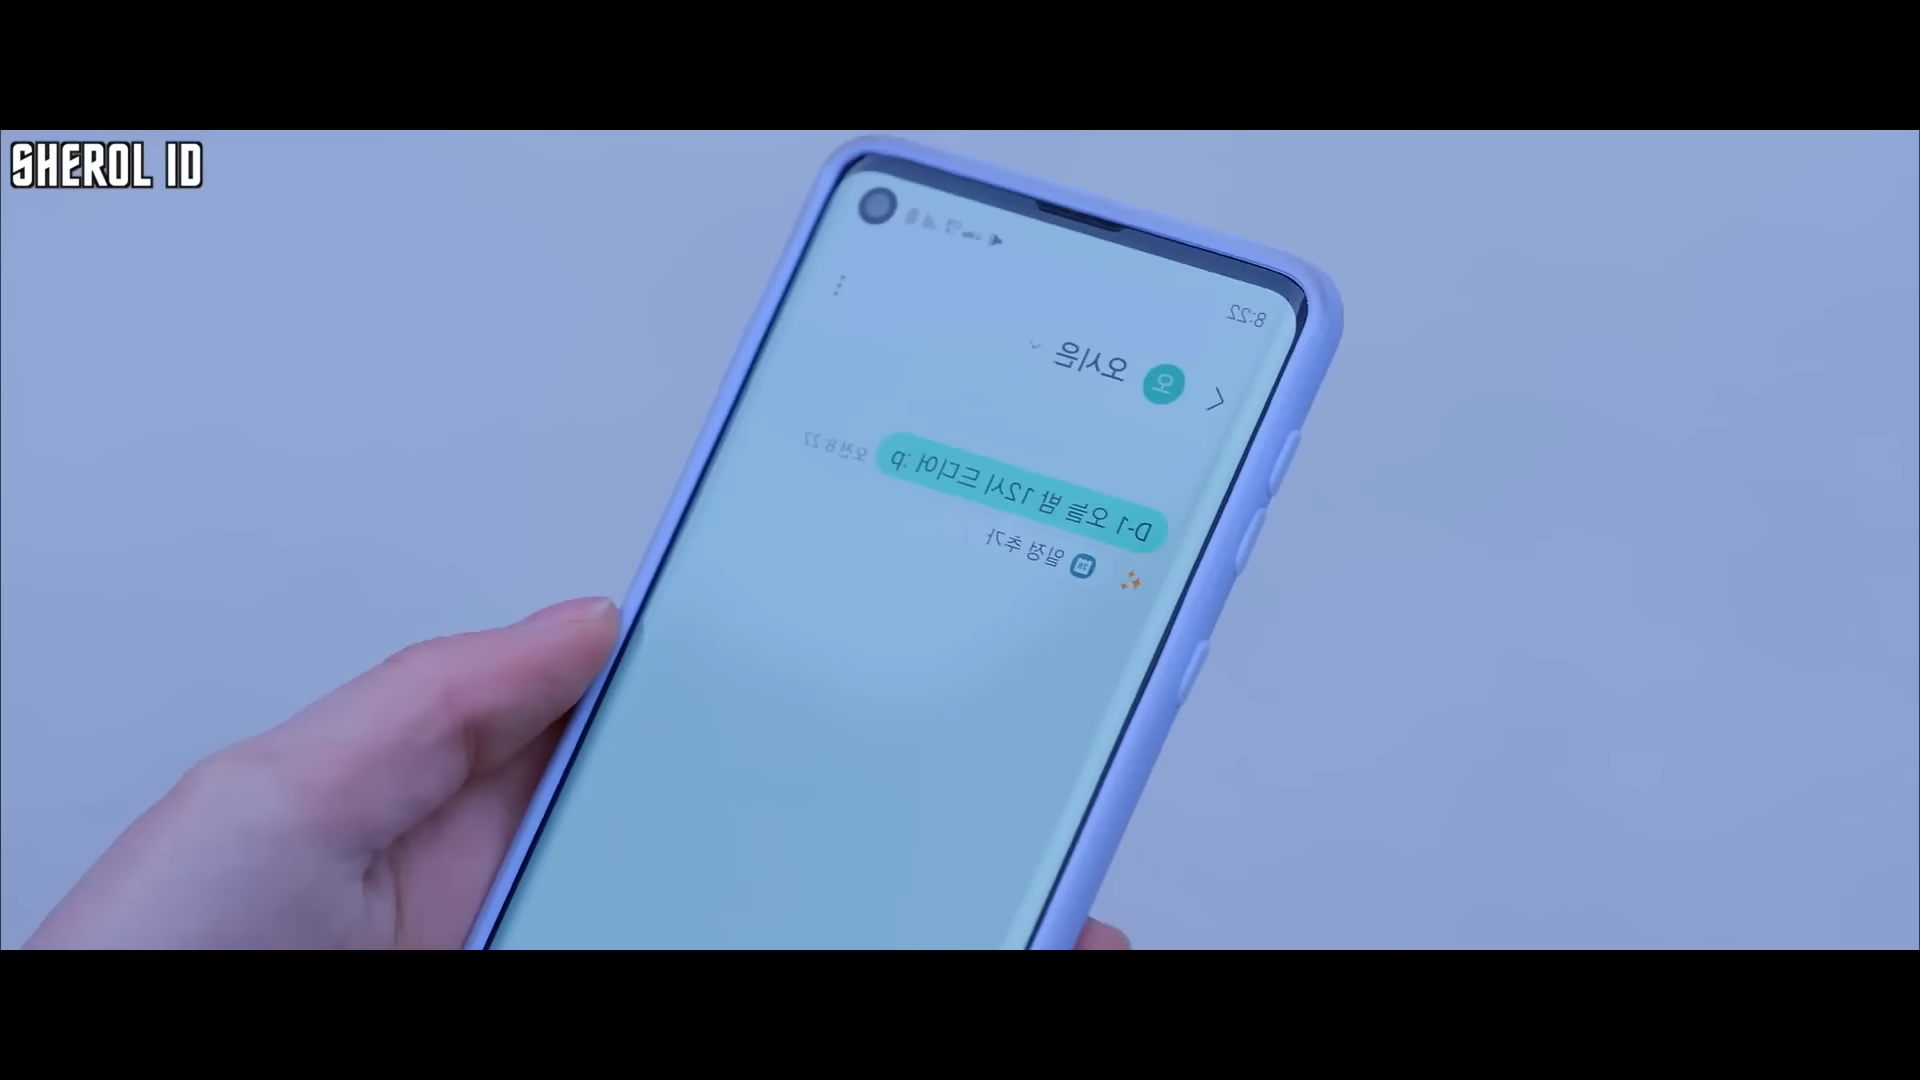 SHEROL ID
8:22
오 오시은
D-1 오늘 밤 12시 드디어 :p
오전 8:22
일정 추가